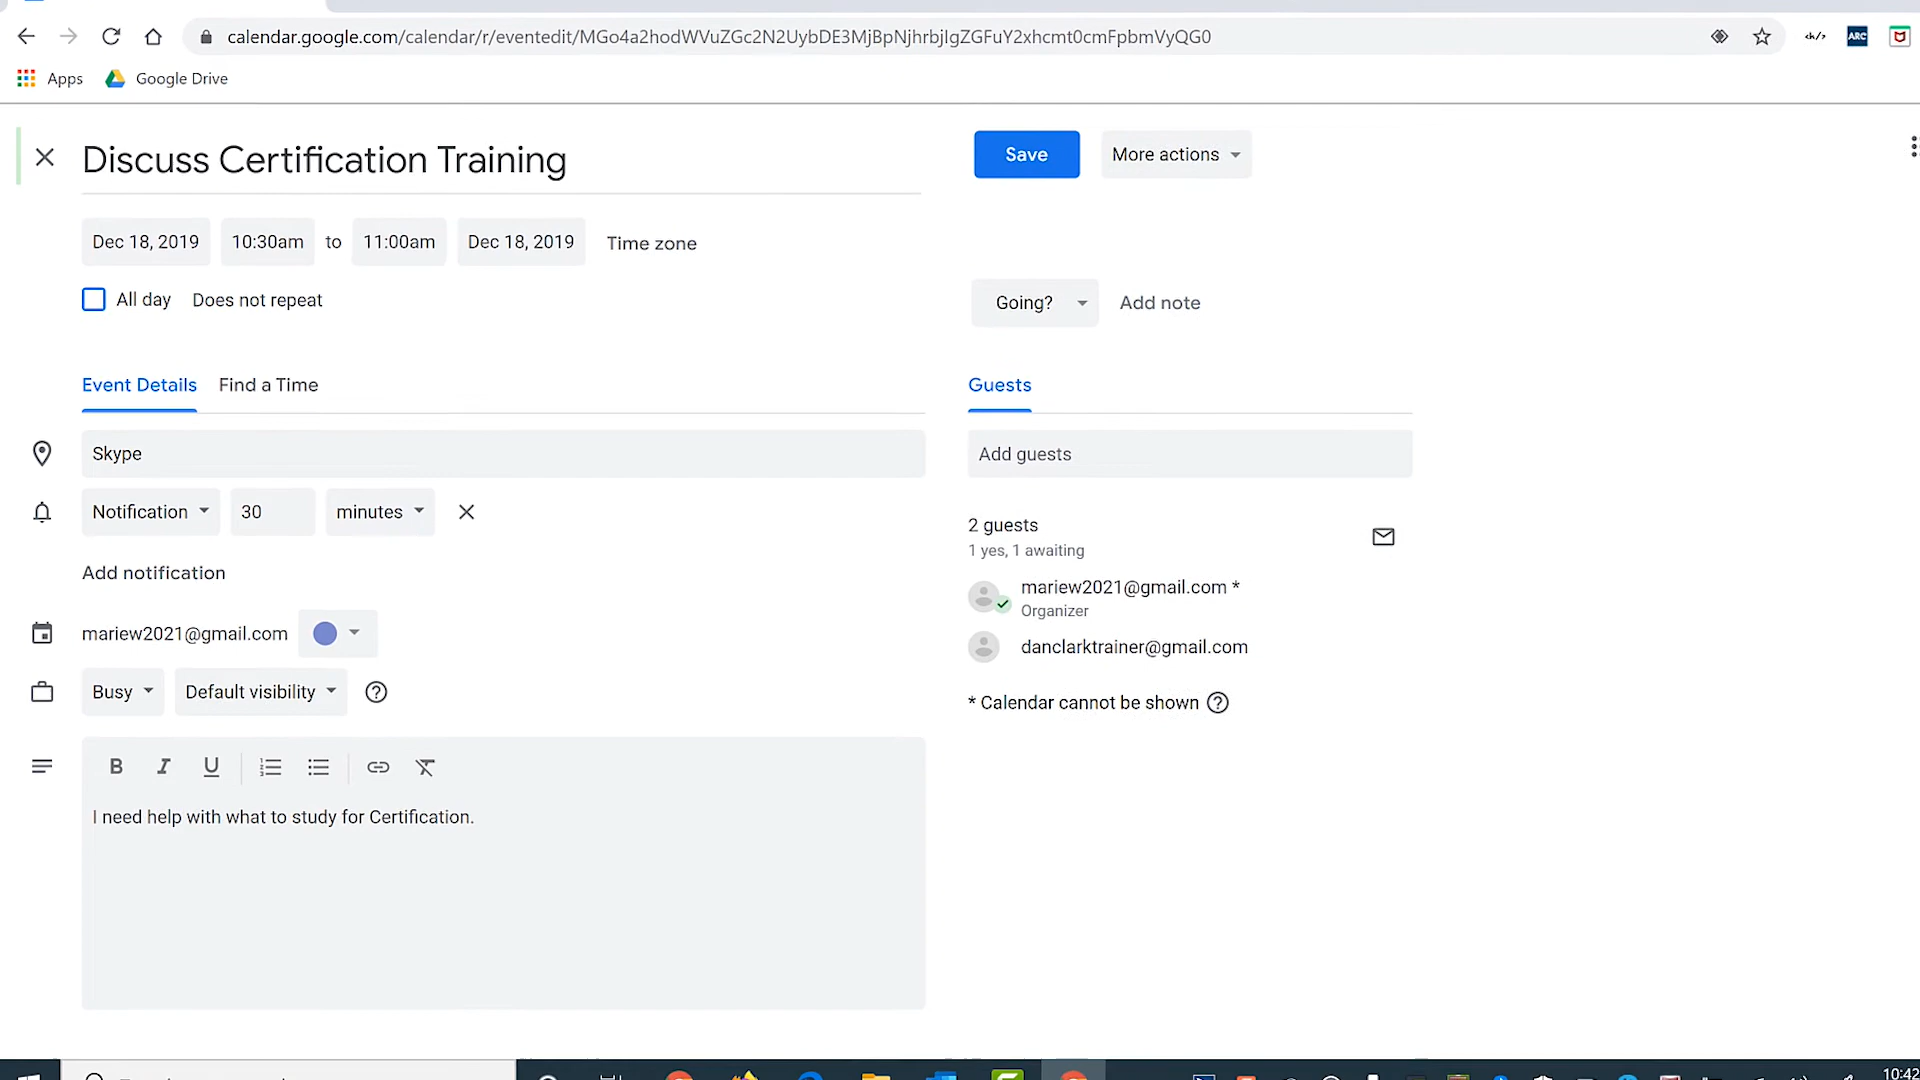 calendar.google.com/calendar/r/eventedit/MGo4a2hodWVuZGc2N2UybDE3MjBpNjhrbjlgZGFuY2xhcmt0cmFpbmVyQG0
ARC
Apps Google Drive
Discuss Certification Training
Save More actions
Dec 18, 2019 10:30am to 11:00am Dec 18, 2019 Time zone
All day Does not repeat
Going? Add note
Event Details Find a Time
Guests
Skype
Add guests
Notification 30 minutes
2 guests
1 yes, 1 awaiting
Add notification
mariew2021@gmail.com *
Organizer
mariew2021@gmail.com
danclarktrainer@gmail.com
Busy Default visibility
* Calendar cannot be shown
B I U
I need help with what to study for Certification.
10:42